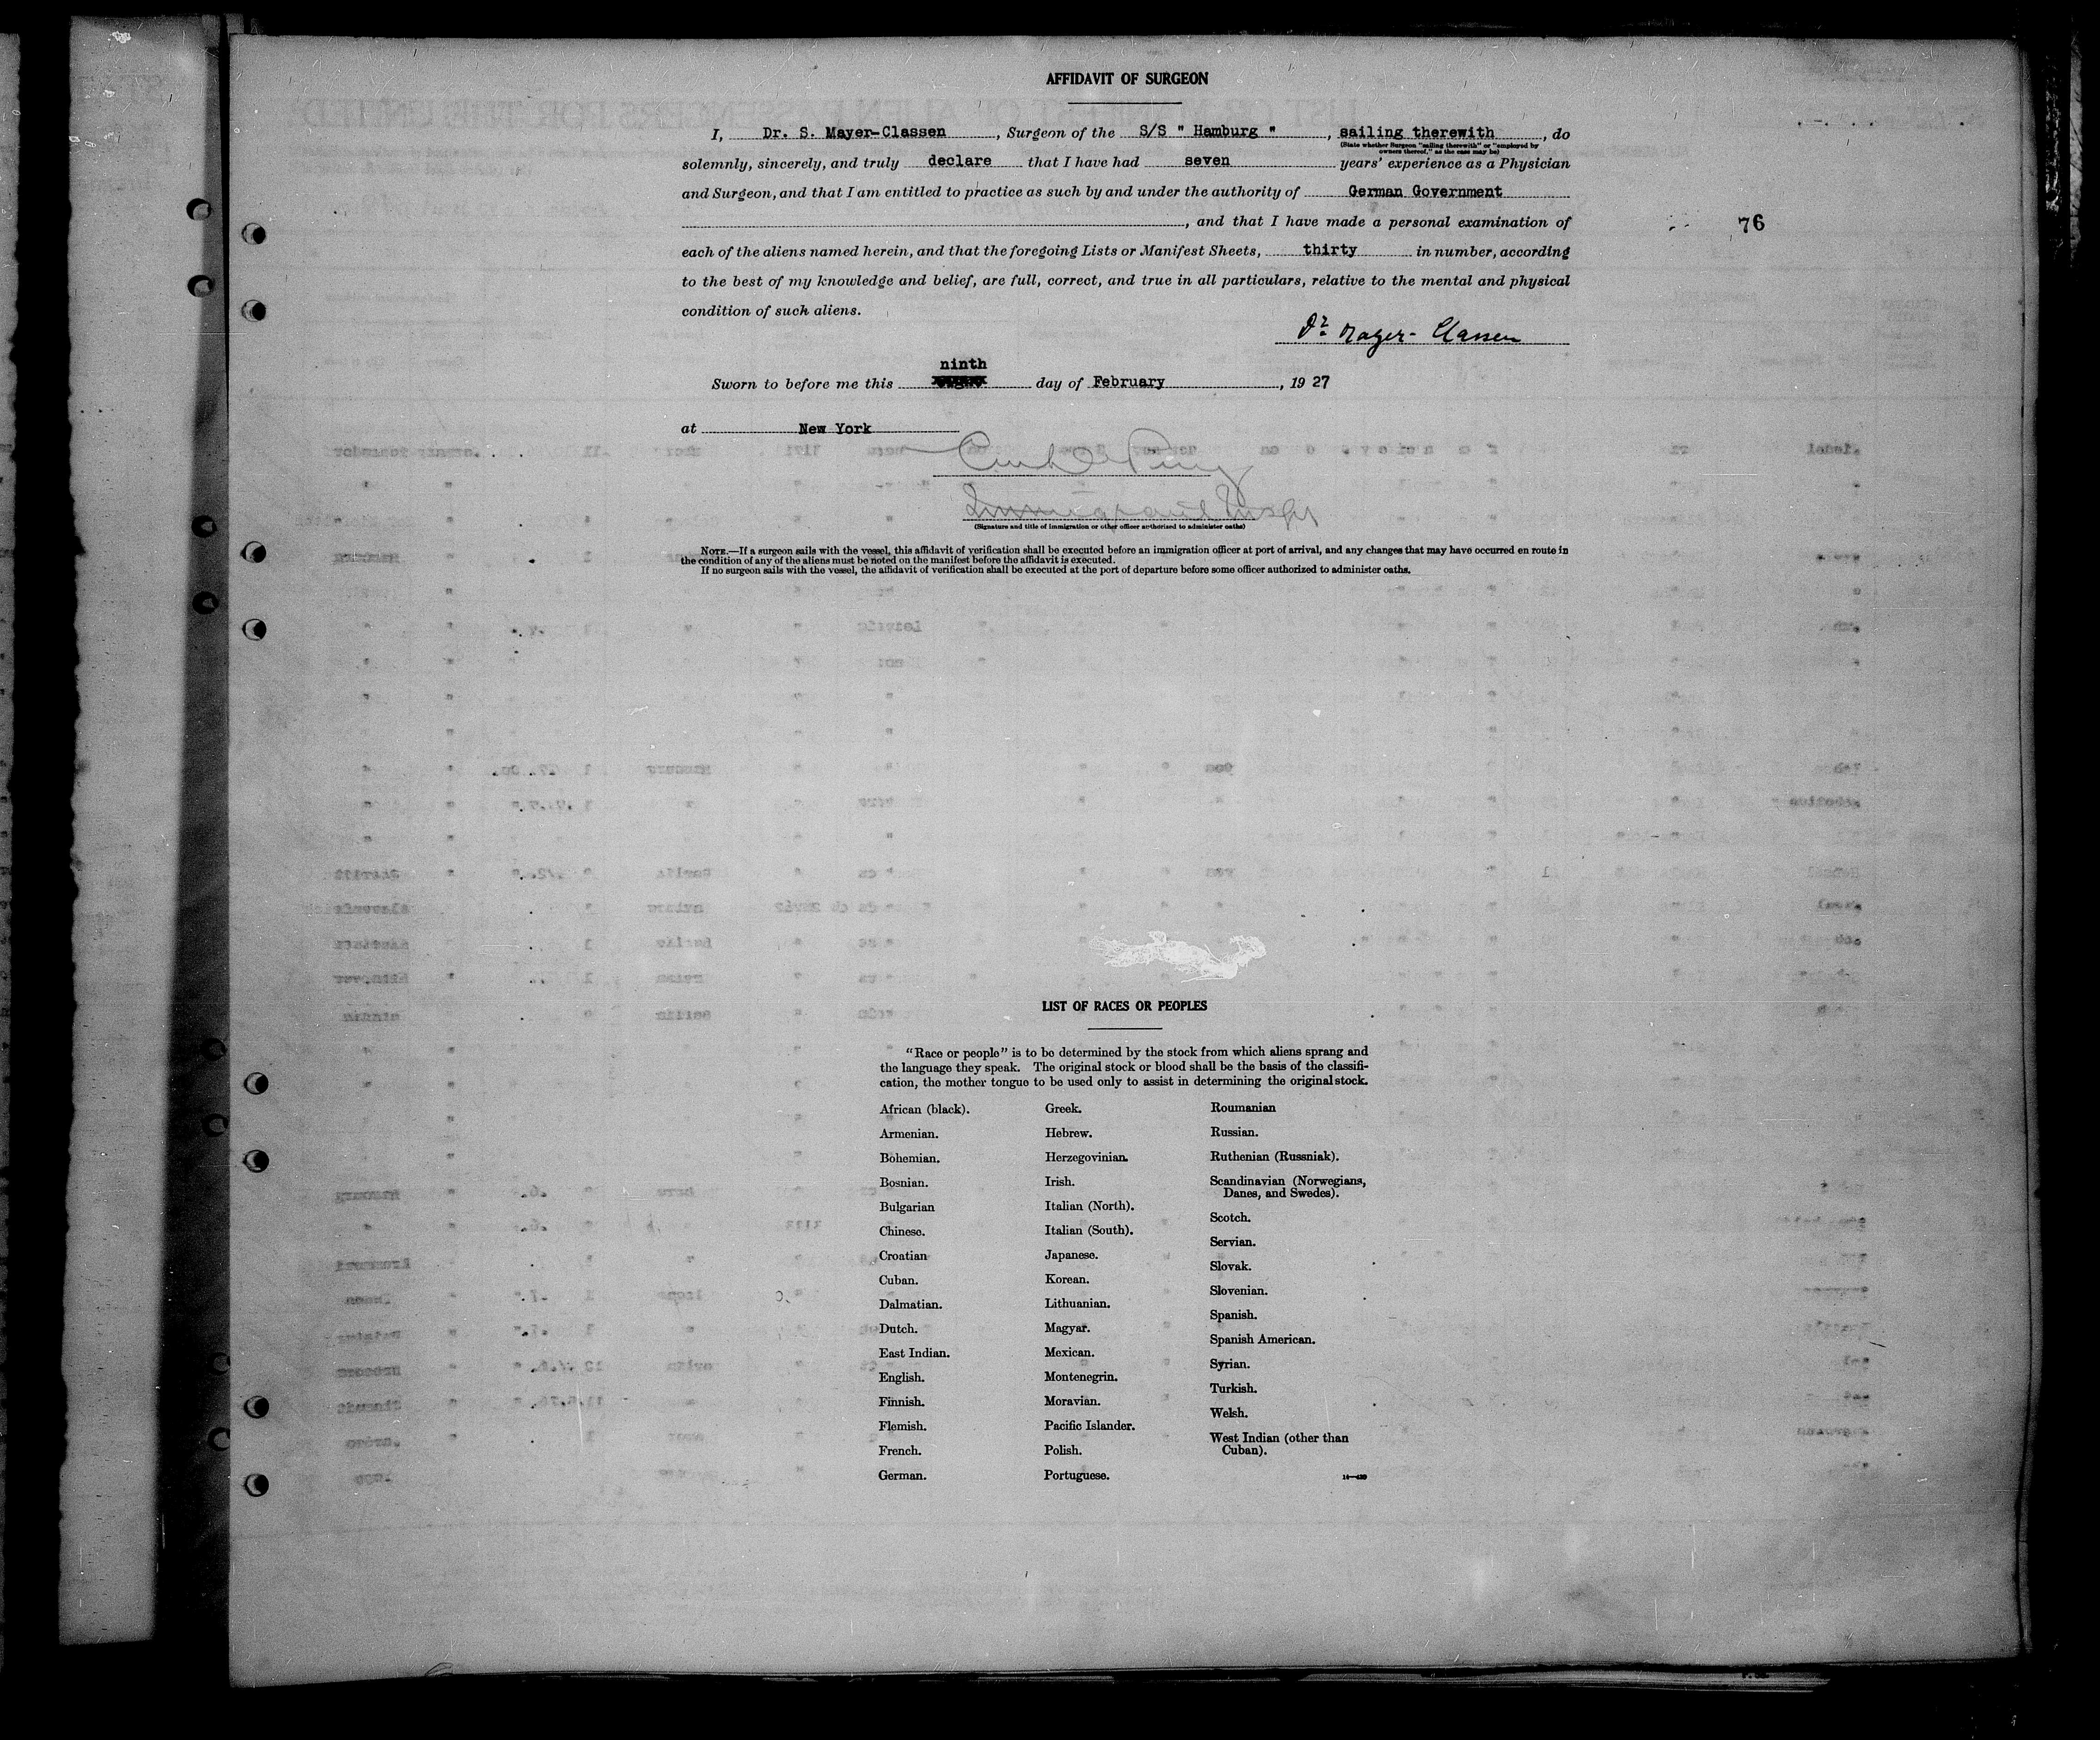 AFFIDAVIT OF SURGEON
I, Dr. S. Mayer-Classen, Surgeon of the S/S " Hamburg ", sailing therewith, do
(State whether Surgeon "sailing therewith" or "employed by
owners thereof," as the case may be)
solemnly, sincerely, and truly declare that I have had seven years' experience as a Physician
and Surgeon, and that I am entitled to practice as such by and under the authority of German Government
, and that I have made a personal examination of
76
each of the aliens named herein, and that the foregoing Lists or Manifest Sheets, thirty in number, according
to the best of my knowledge and belief, are full, correct, and true in all particulars, relative to the mental and physical
condition of such aliens.
Dr Mayer-Classen
ninth
Sworn to before me this day of February, 1927
at New York
Immigrant Inspr
(Signature and title of immigration or other officer authorized to administer oaths)
NOTE.—If a surgeon sails with the vessel, this affidavit of verification shall be executed before an immigration officer at port of arrival, and any changes that may have occurred en route in
the condition of any of the aliens must be noted on the manifest before the affidavit is executed.
If no surgeon sails with the vessel, the affidavit of verification shall be executed at the port of departure before some officer authorized to administer oaths.
LIST OF RACES OR PEOPLES
"Race or people" is to be determined by the stock from which aliens sprang and
the language they speak. The original stock or blood shall be the basis of the classifi-
cation, the mother tongue to be used only to assist in determining the original stock.
African (black).
Armenian.
Bohemian.
Bosnian.
Bulgarian
Chinese.
Croatian
Cuban.
Dalmatian.
Dutch.
East Indian.
English.
Finnish.
Flemish.
French.
German.
Greek.
Hebrew.
Herzegovinian.
Irish.
Italian (North).
Italian (South).
Japanese.
Korean.
Lithuanian.
Magyar.
Mexican.
Montenegrin.
Moravian.
Pacific Islander.
Polish.
Portuguese.
Roumanian
Russian.
Ruthenian (Russniak).
Scandinavian (Norwegians,
Danes, and Swedes).
Scotch.
Servian.
Slovak.
Slovenian.
Spanish.
Spanish American.
Syrian.
Turkish.
Welsh.
West Indian (other than
Cuban).